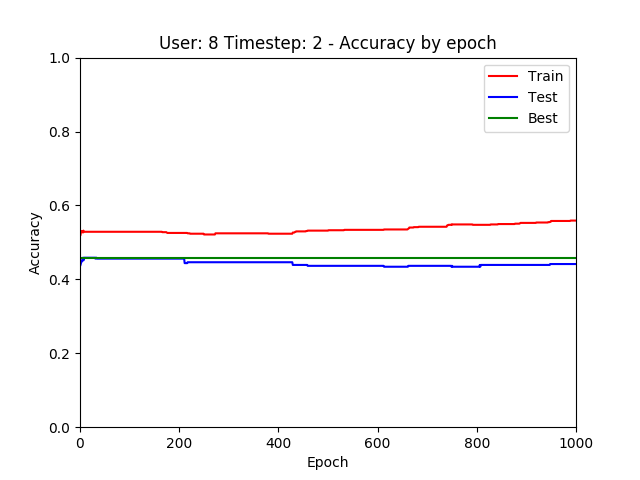 User: 8 Timestep: 2 - Accuracy by epoch
Train
Test
Best
Accuracy
1.0
0.8
0.6
0.4
0.2
0.0
0 200 400 600 800 1000
Epoch